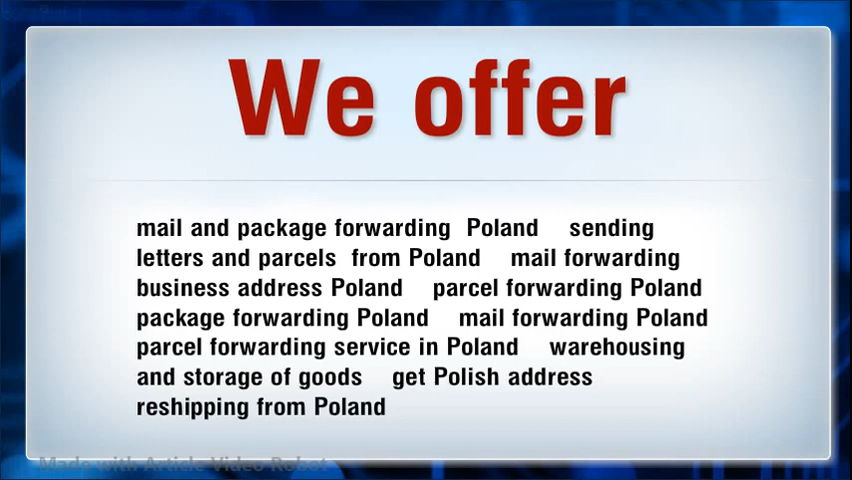 We offer
mail and package forwarding Poland sending
letters and parcels from Poland mail forwarding
business address Poland parcel forwarding Poland
package forwarding Poland mail forwarding Poland
parcel forwarding service in Poland warehousing
and storage of goods get Polish address
reshipping from Poland
Made with Article Video Robot